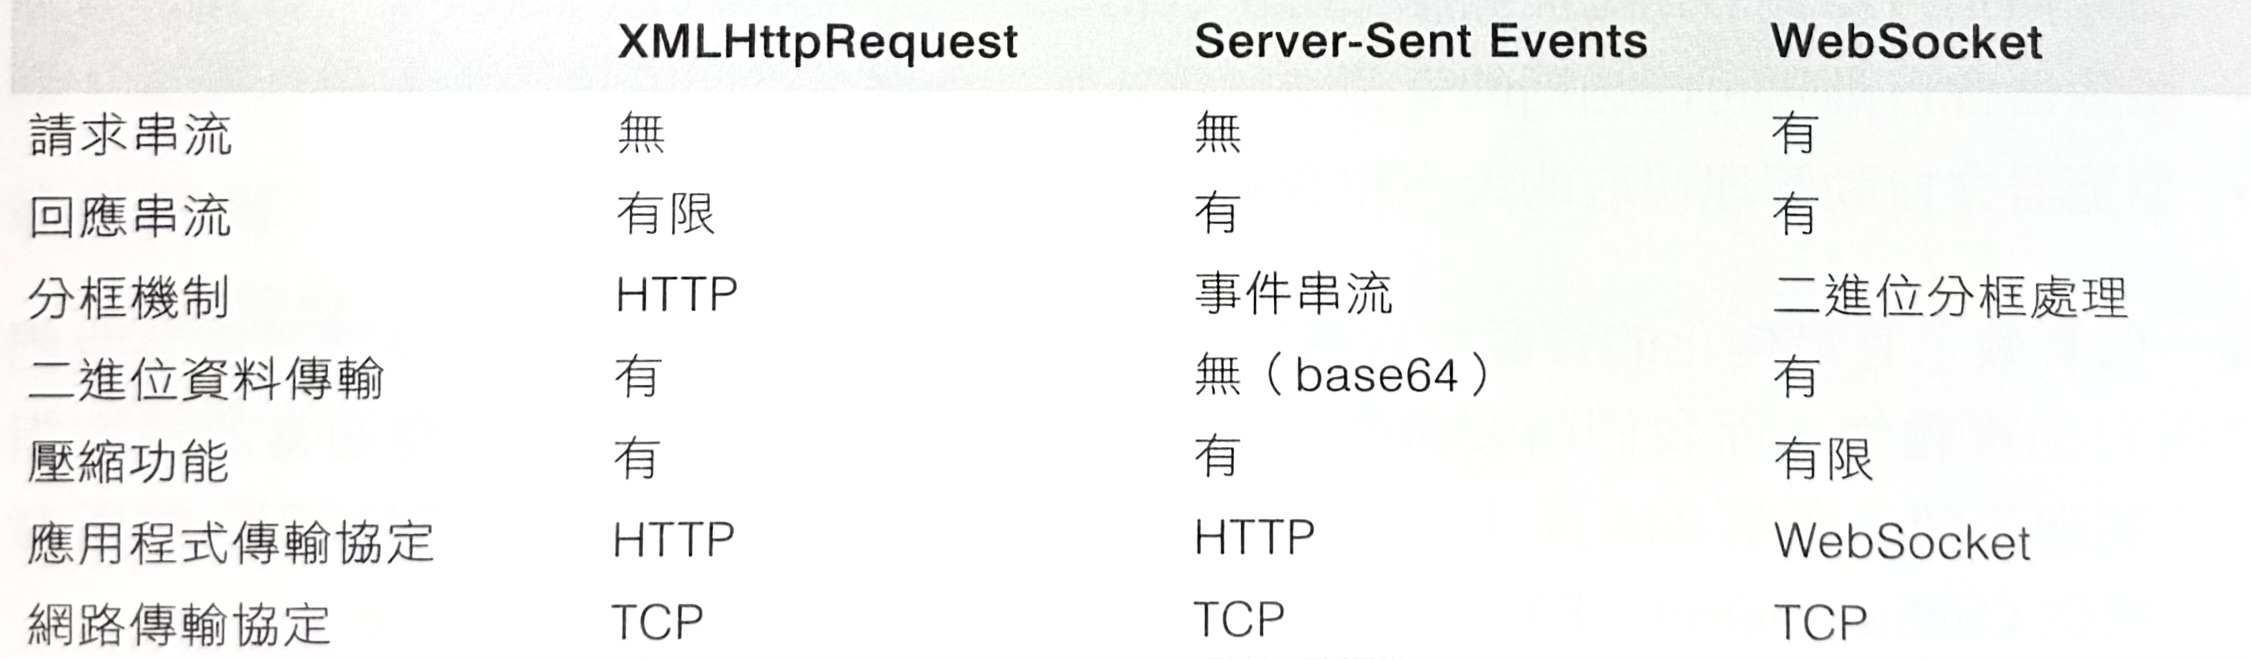 XMLHttpRequest Server-Sent Events WebSocket
請求串流 無 無 有
回應串流 有限 有 有
分框機制 HTTP 事件串流 二進位分框處理
二進位資料傳輸 有 無（base64） 有
壓縮功能 有 有 有限
應用程式傳輸協定 HTTP HTTP WebSocket
網路傳輸協定 TCP TCP TCP